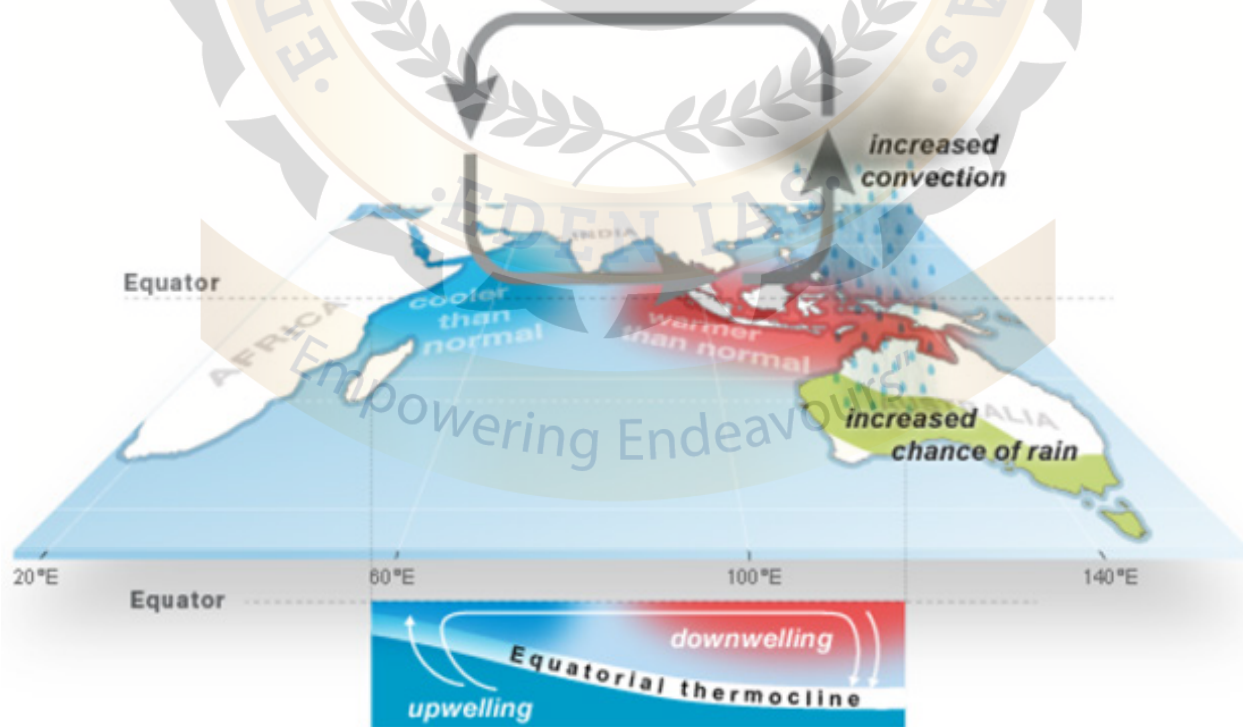 ·EDEN IAS·
increased
convection
INDIA
Equator
cooler
than
normal
warmer
than normal
AFRICA
Empowering Endeavours
AUSTRALIA
increased
chance of rain
20°E
60°E
100°E
140°E
Equator
downwelling
Equatorial thermocline
upwelling